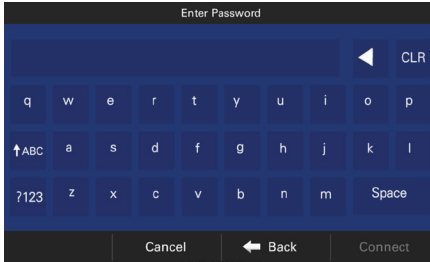 Enter Password
CLR
q w e r t y u i o p
ABC a s d f g h j k l
?123 z x c v b n m Space
Cancel Back Connect